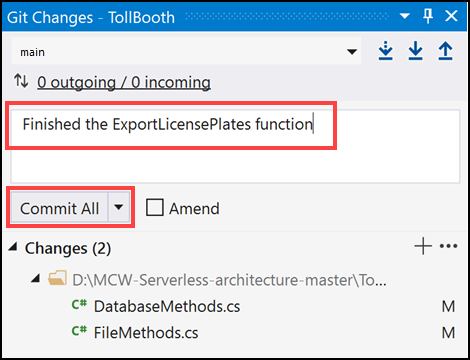 Git Changes - TollBooth
main
0 outgoing / 0 incoming
Finished the ExportLicensePlates function
Commit All
Amend
Changes (2)
D:\MCW-Serverless-architecture-master\To...
C# DatabaseMethods.cs M
C# FileMethods.cs M